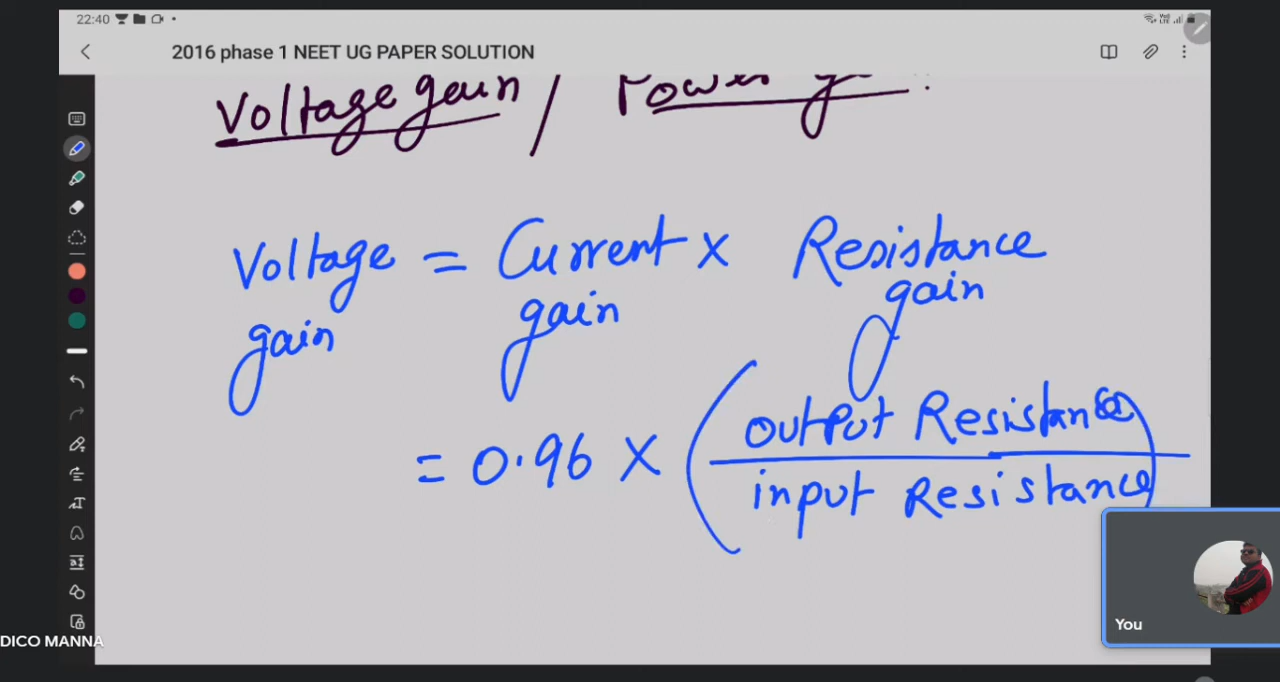 22:40
2016 phase 1 NEET UG PAPER SOLUTION
Voltage gain / Power
Voltage = Current × Resistance
gain gain gain
= 0.96 × (output Resistance
input Resistance
You
DICO MANNA